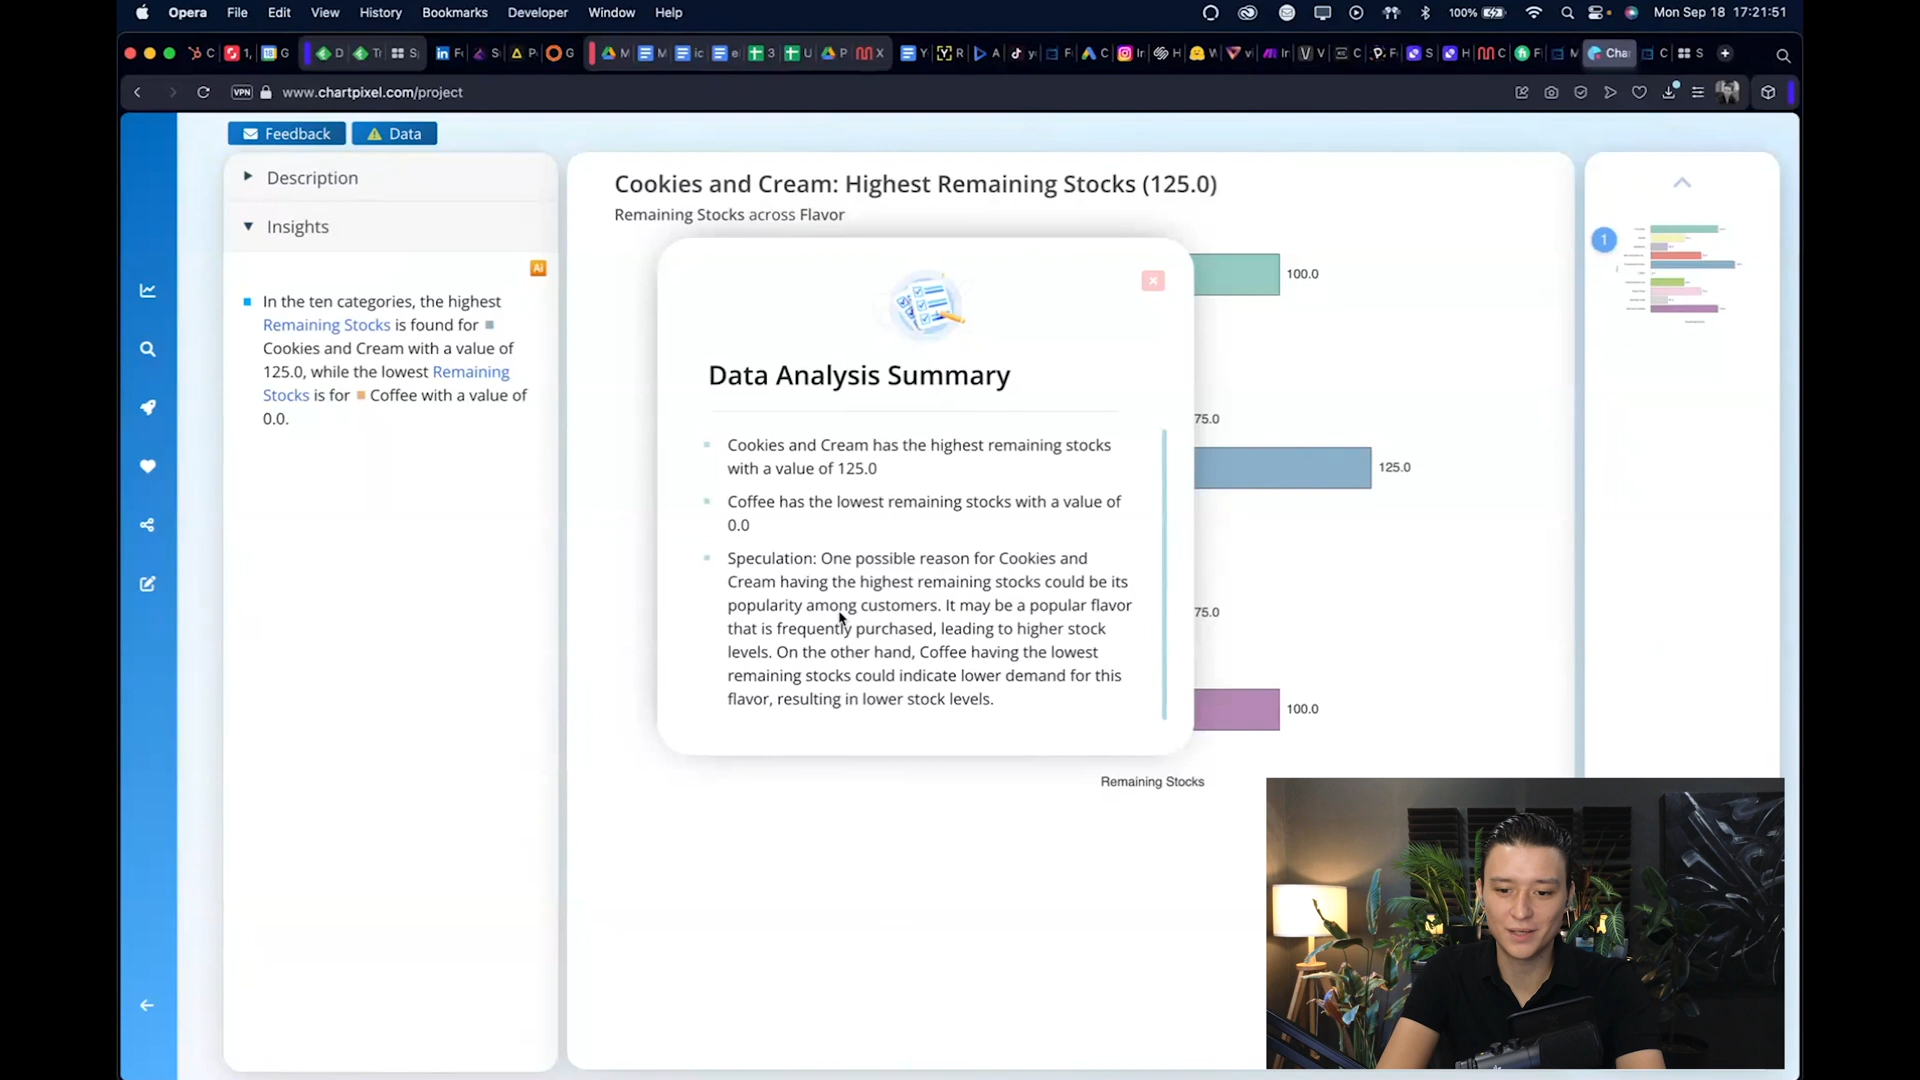 Opera File Edit View History Bookmarks Developer Window Help
100% Mon Sep 18 17:21:51
VPN www.chartpixel.com/project
Feedback
Data
Description
Insights
Ai
In the ten categories, the highest
Remaining Stocks is found for
Cookies and Cream with a value of
125.0, while the lowest Remaining
Stocks is for Coffee with a value of
0.0.
Cookies and Cream: Highest Remaining Stocks (125.0)
Remaining Stocks across Flavor
Data Analysis Summary
Cookies and Cream has the highest remaining stocks
with a value of 125.0
Coffee has the lowest remaining stocks with a value of
0.0
Speculation: One possible reason for Cookies and
Cream having the highest remaining stocks could be its
popularity among customers. It may be a popular flavor
that is frequently purchased, leading to higher stock
levels. On the other hand, Coffee having the lowest
remaining stocks could indicate lower demand for this
flavor, resulting in lower stock levels.
100.0
75.0
125.0
75.0
100.0
Remaining Stocks
1